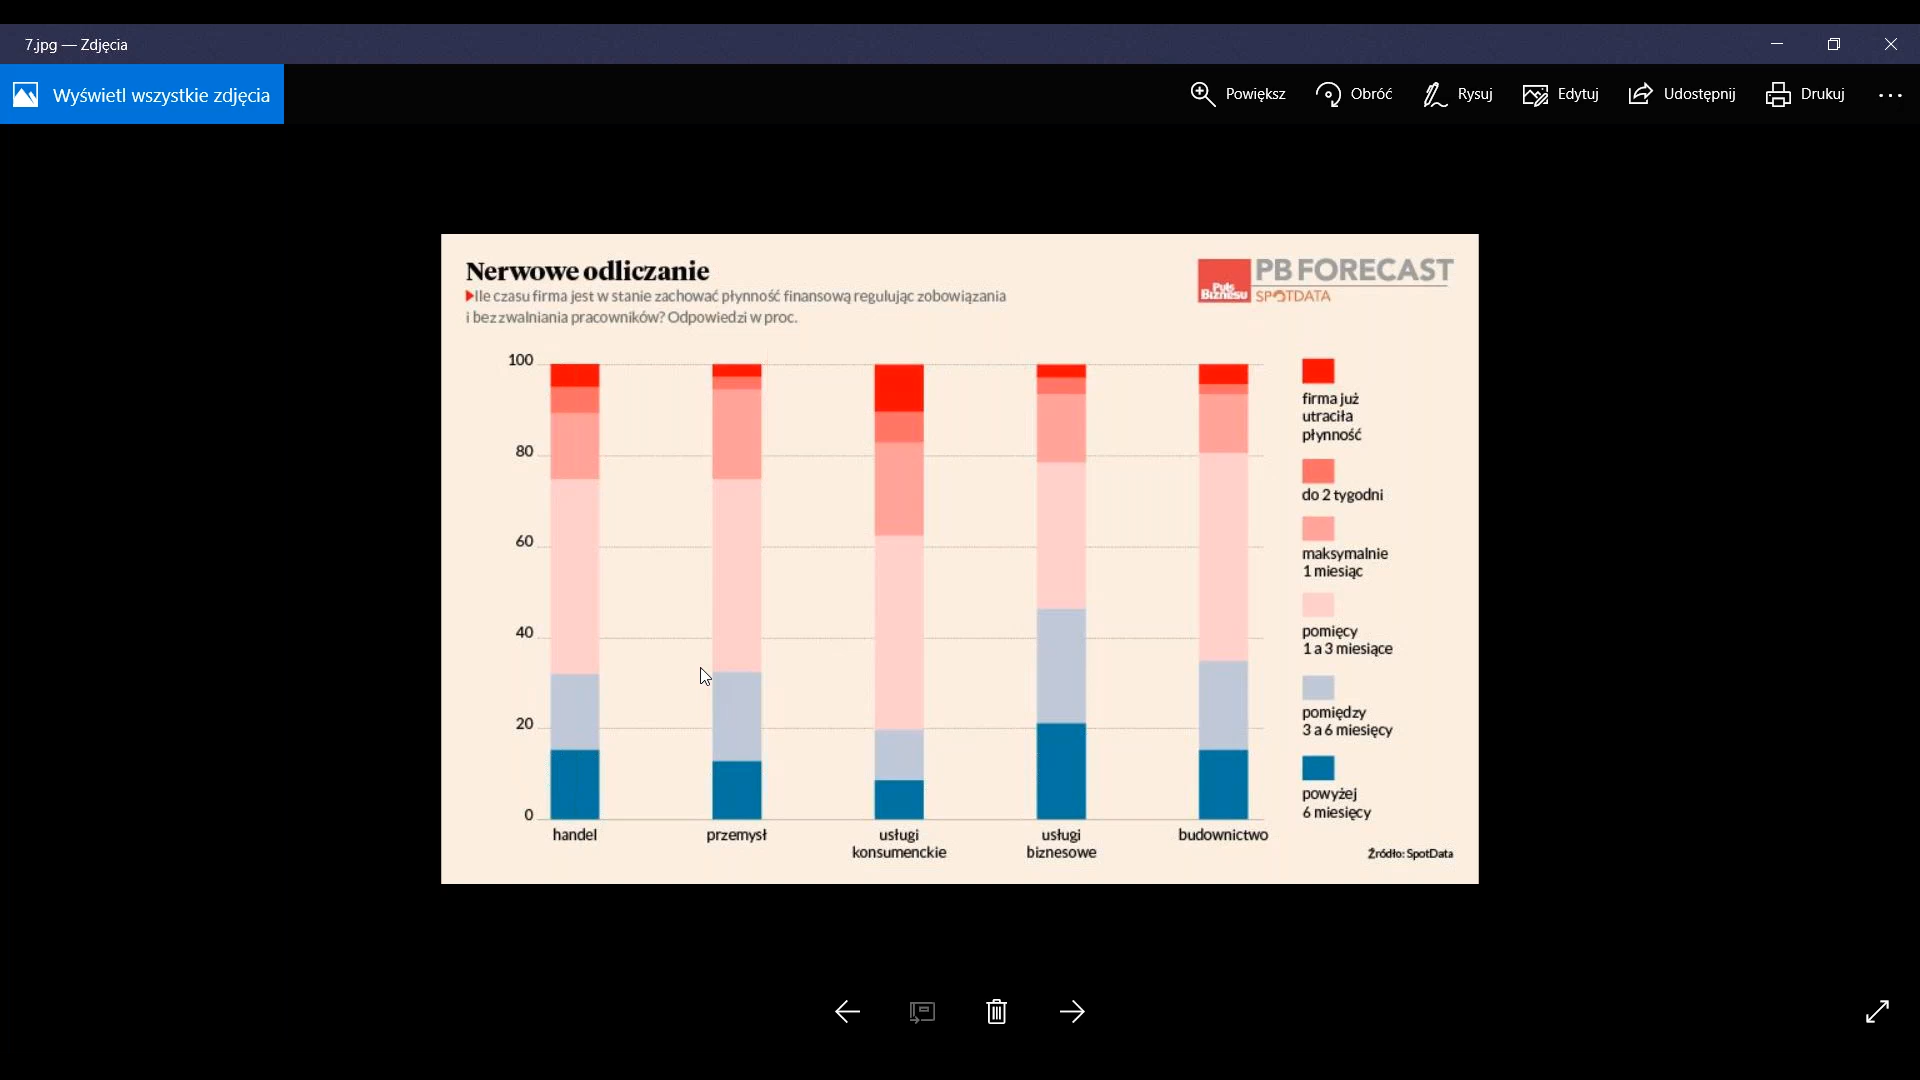 7.jpg — Zdjęcia
Wyświetl wszystkie zdjęcia
Powiększ
Obróć
Rysuj
Edytuj
Udostępnij
Drukuj
Nerwowe odliczanie
Ile czasu firma jest w stanie zachować płynność finansową regulując zobowiązania
i bez zwalniania pracowników? Odpowiedzi w proc.
Puls
Biznesu
PB FORECAST
SPOTDATA
100
80
60
40
20
0
handel
przemysł
usługi
konsumenckie
usługi
biznesowe
budownictwo
firma już
utraciła
płynność
do 2 tygodni
maksymalnie
1 miesiąc
pomięcy
1 a 3 miesiące
pomiędzy
3 a 6 miesięcy
powyżej
6 miesięcy
Źródło: SpotData